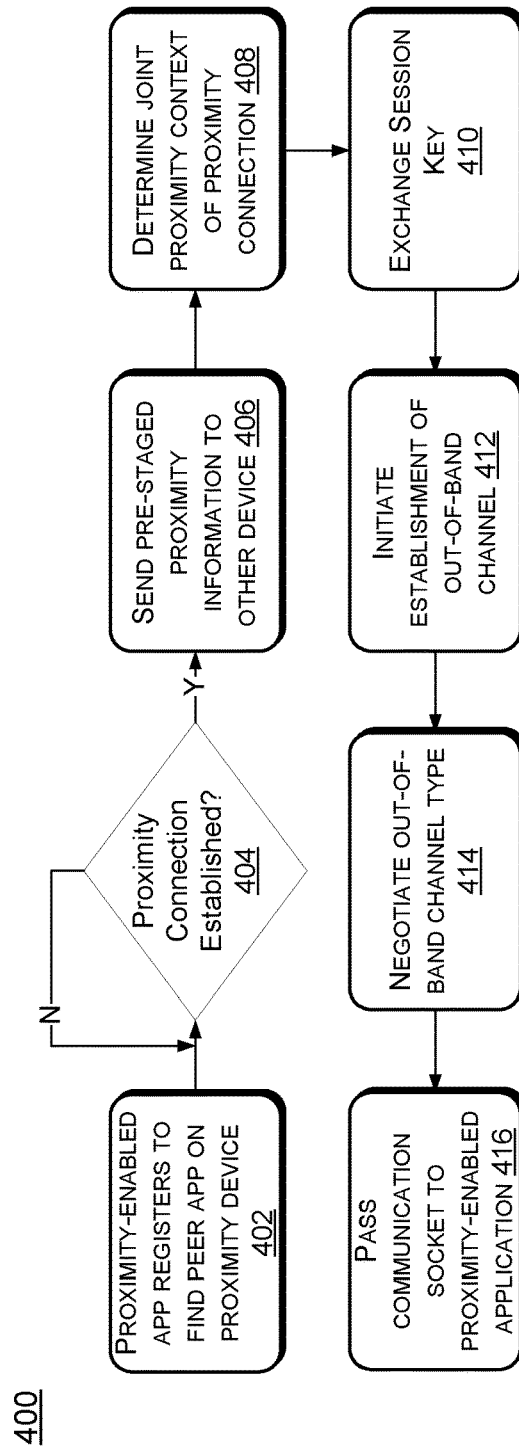 400
PROXIMITY-ENABLED
APP REGISTERS TO
FIND PEER APP ON
PROXIMITY DEVICE
402
N
Proximity
Connection
Established?
404
Y
SEND PRE-STAGED
PROXIMITY
INFORMATION TO
OTHER DEVICE 406
DETERMINE JOINT
PROXIMITY CONTEXT
OF PROXIMITY
CONNECTION 408
EXCHANGE SESSION
KEY
410
INITIATE
ESTABLISHMENT OF
OUT-OF-BAND
CHANNEL 412
NEGOTIATE OUT-OF-
BAND CHANNEL TYPE
414
PASS
COMMUNICATION
SOCKET TO
PROXIMITY-ENABLED
APPLICATION 416